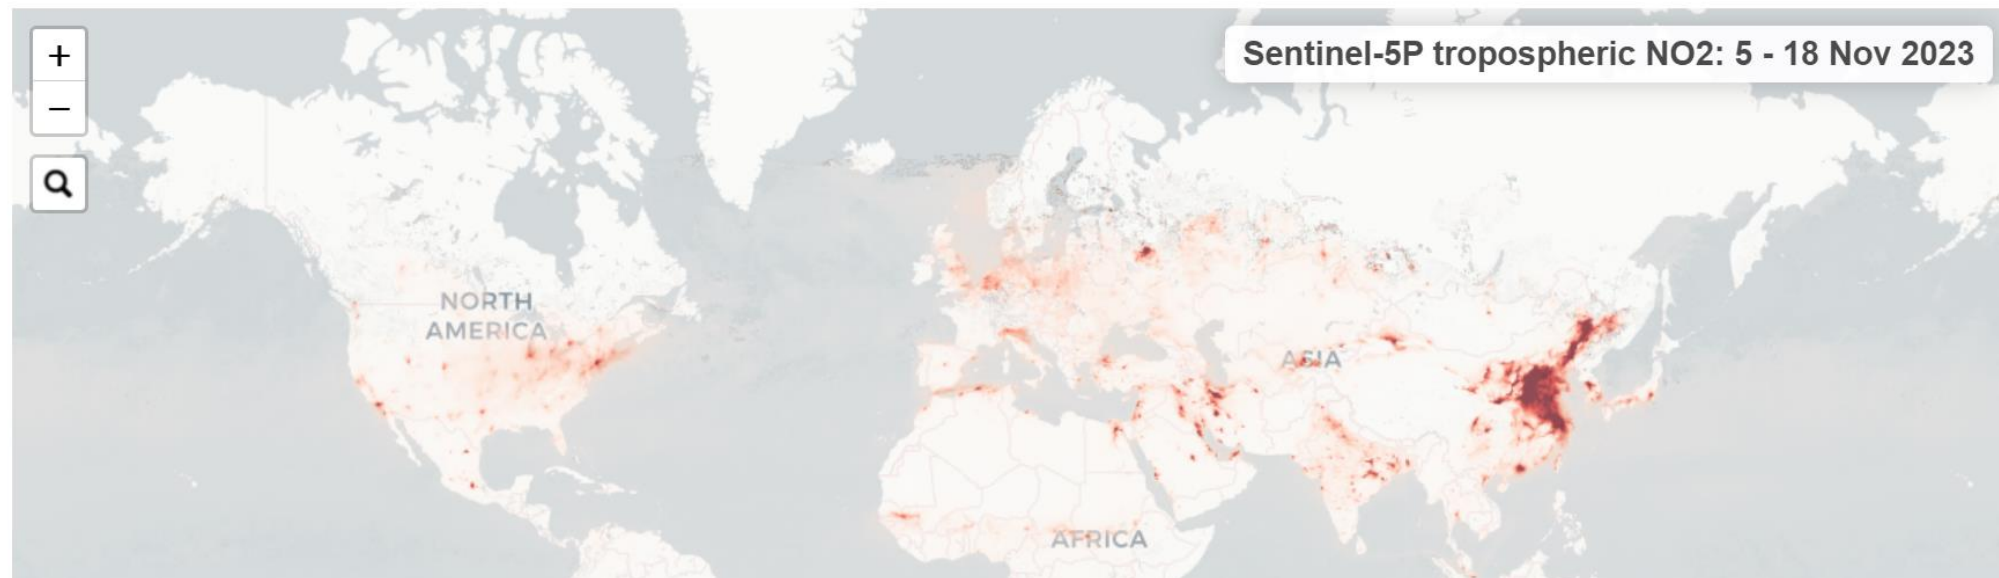 +
Sentinel-5P tropospheric NO2: 5 - 18 Nov 2023
−
NORTH
AMERICA
ASIA
AFRICA